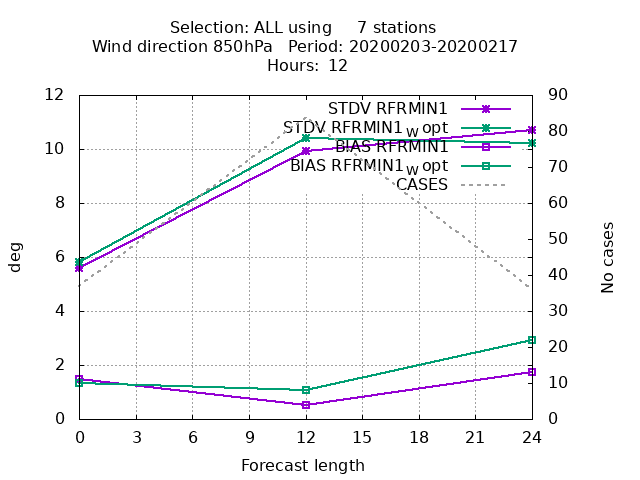 Selection: ALL using 7 stations
Wind direction 850hPa Period: 20200203-20200217
Hours: 12
12
10
8
6
4
2
0
deg
STDV RFRMIN1
STDV RFRMIN1W opt
BIAS RFRMIN1
BIAS RFRMIN1W opt
CASES
90
80
70
60
50
40
30
20
10
0
No cases
0 3 6 9 12 15 18 21 24
Forecast length